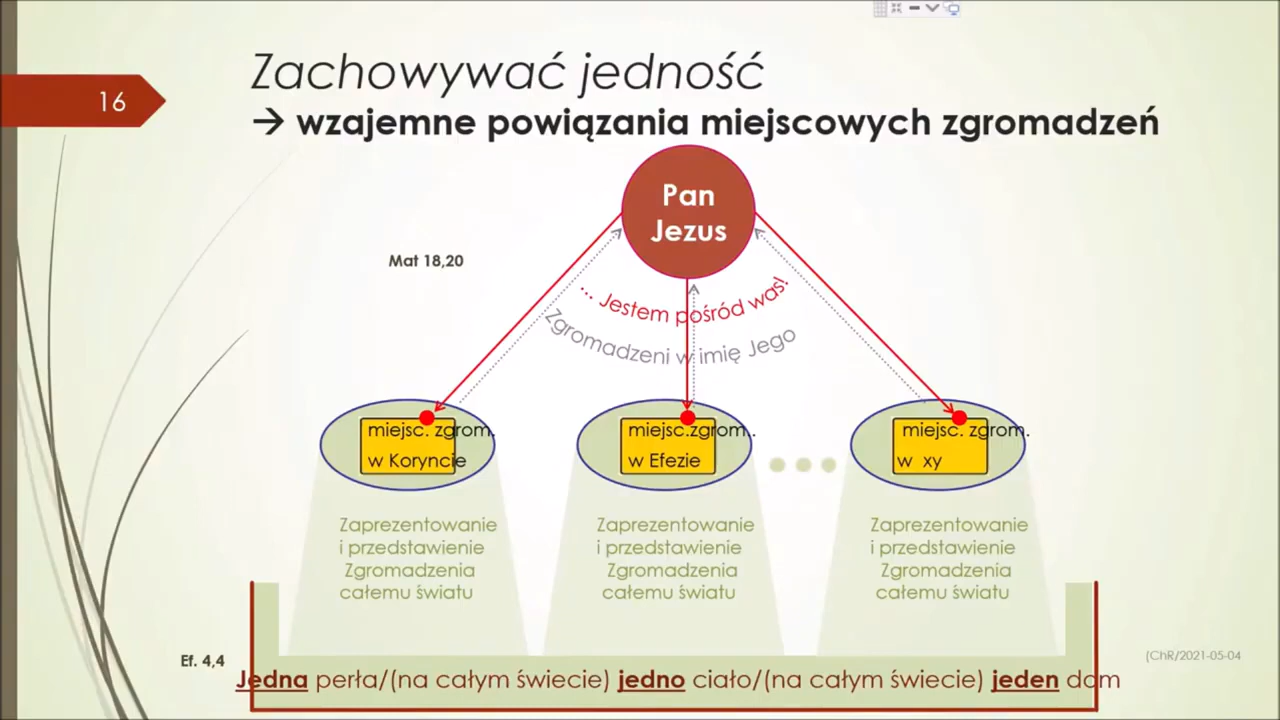 16
Zachowywać jedność
→ wzajemne powiązania miejscowych zgromadzeń
Pan
Jezus
Mat 18,20
... Jestem pośród was!
Zgromadzeni w imię Jego
miejsc. zgrom.
w Koryncie
miejsc.zgrom..
w Efezie
miejsc. zgrom.
w xy
Zaprezentowanie
i przedstawienie
Zgromadzenia
całemu światu
Zaprezentowanie
i przedstawienie
Zgromadzenia
całemu światu
Zaprezentowanie
i przedstawienie
Zgromadzenia
całemu światu
Ef. 4,4
(ChR/2021-05-04
Jedna perła/(na całym świecie) jedno ciało/(na całym świecie) jeden dom